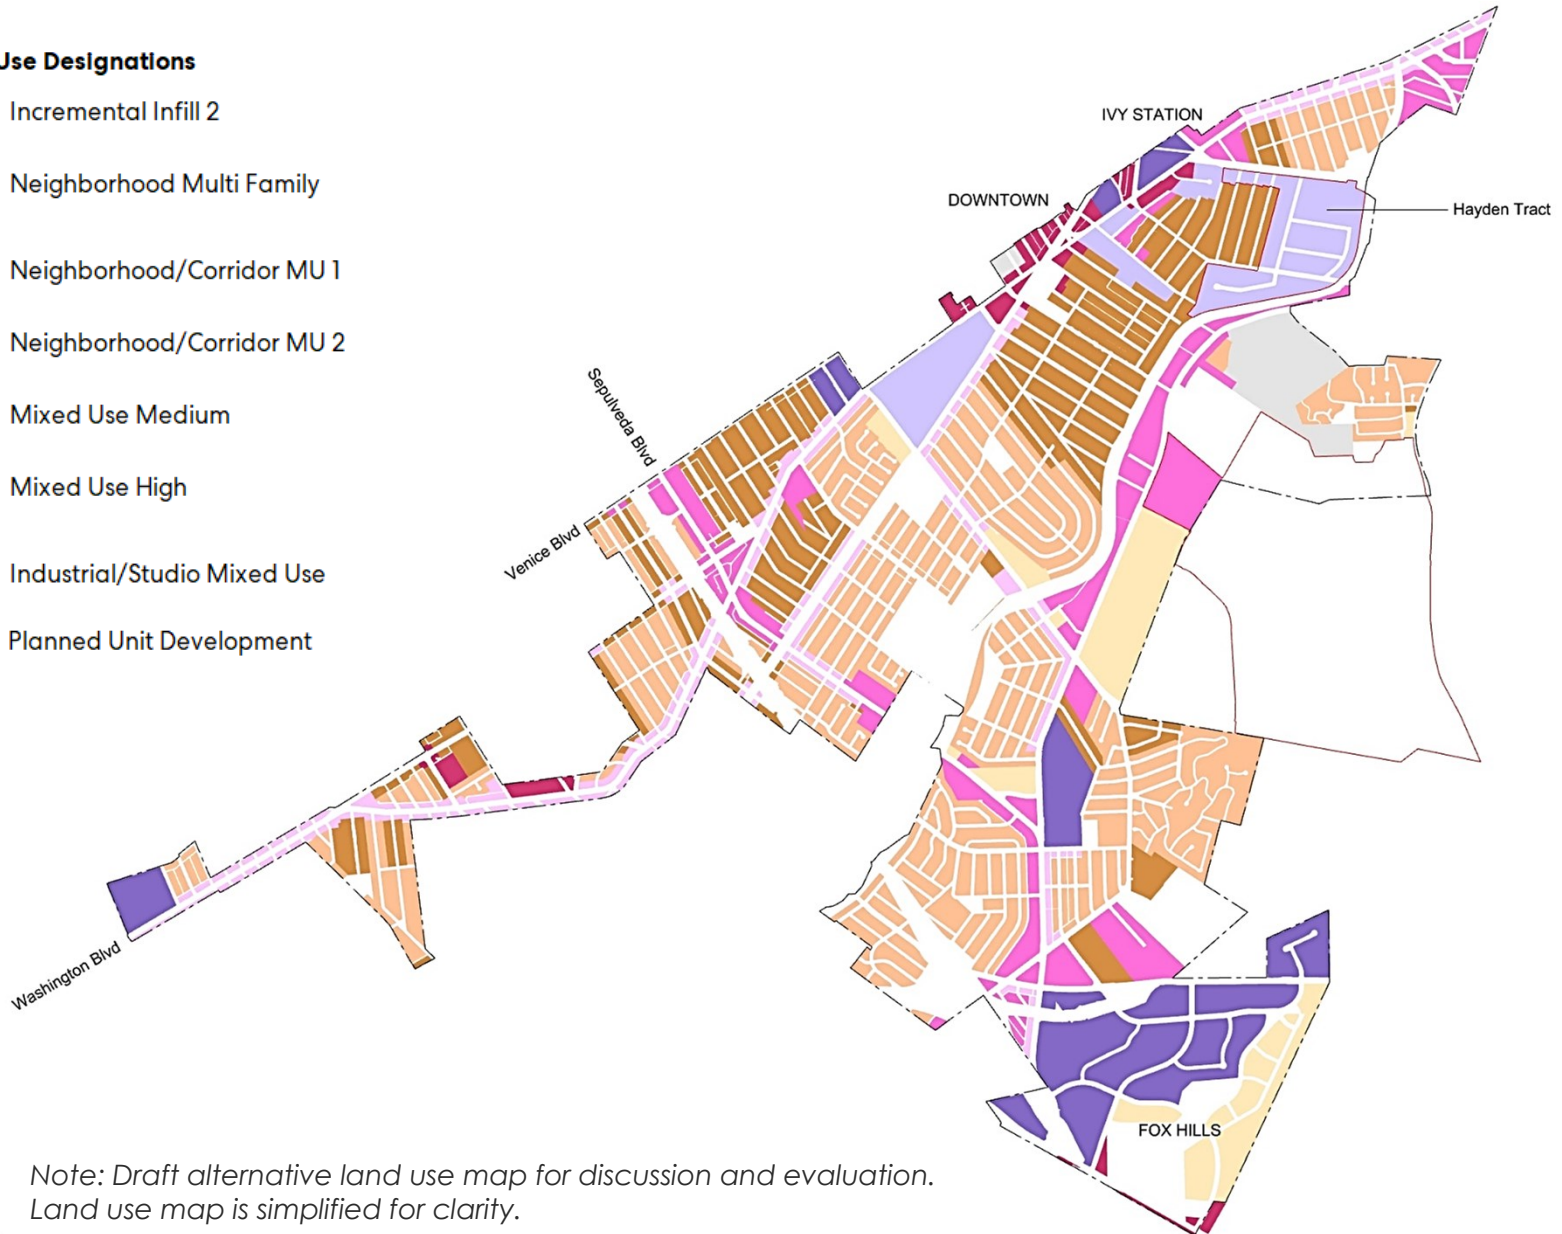 Use Designations
Incremental Infill 2
Neighborhood Multi Family
Neighborhood/Corridor MU 1
Neighborhood/Corridor MU 2
Mixed Use Medium
Mixed Use High
Industrial/Studio Mixed Use
Planned Unit Development
IVY STATION
DOWNTOWN
Hayden Tract
Sepulveda Blvd
Venice Blvd
Washington Blvd
FOX HILLS
Note: Draft alternative land use map for discussion and evaluation.
Land use map is simplified for clarity.